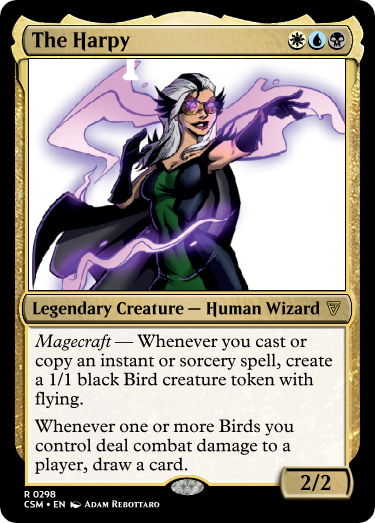 The Harpy
Legendary Creature — Human Wizard
Magecraft — Whenever you cast or
copy an instant or sorcery spell, create
a 1/1 black Bird creature token with
flying.
Whenever one or more Birds you
control deal combat damage to a
player, draw a card.
2/2
R 0298
CSM • EN Adam Rebottaro